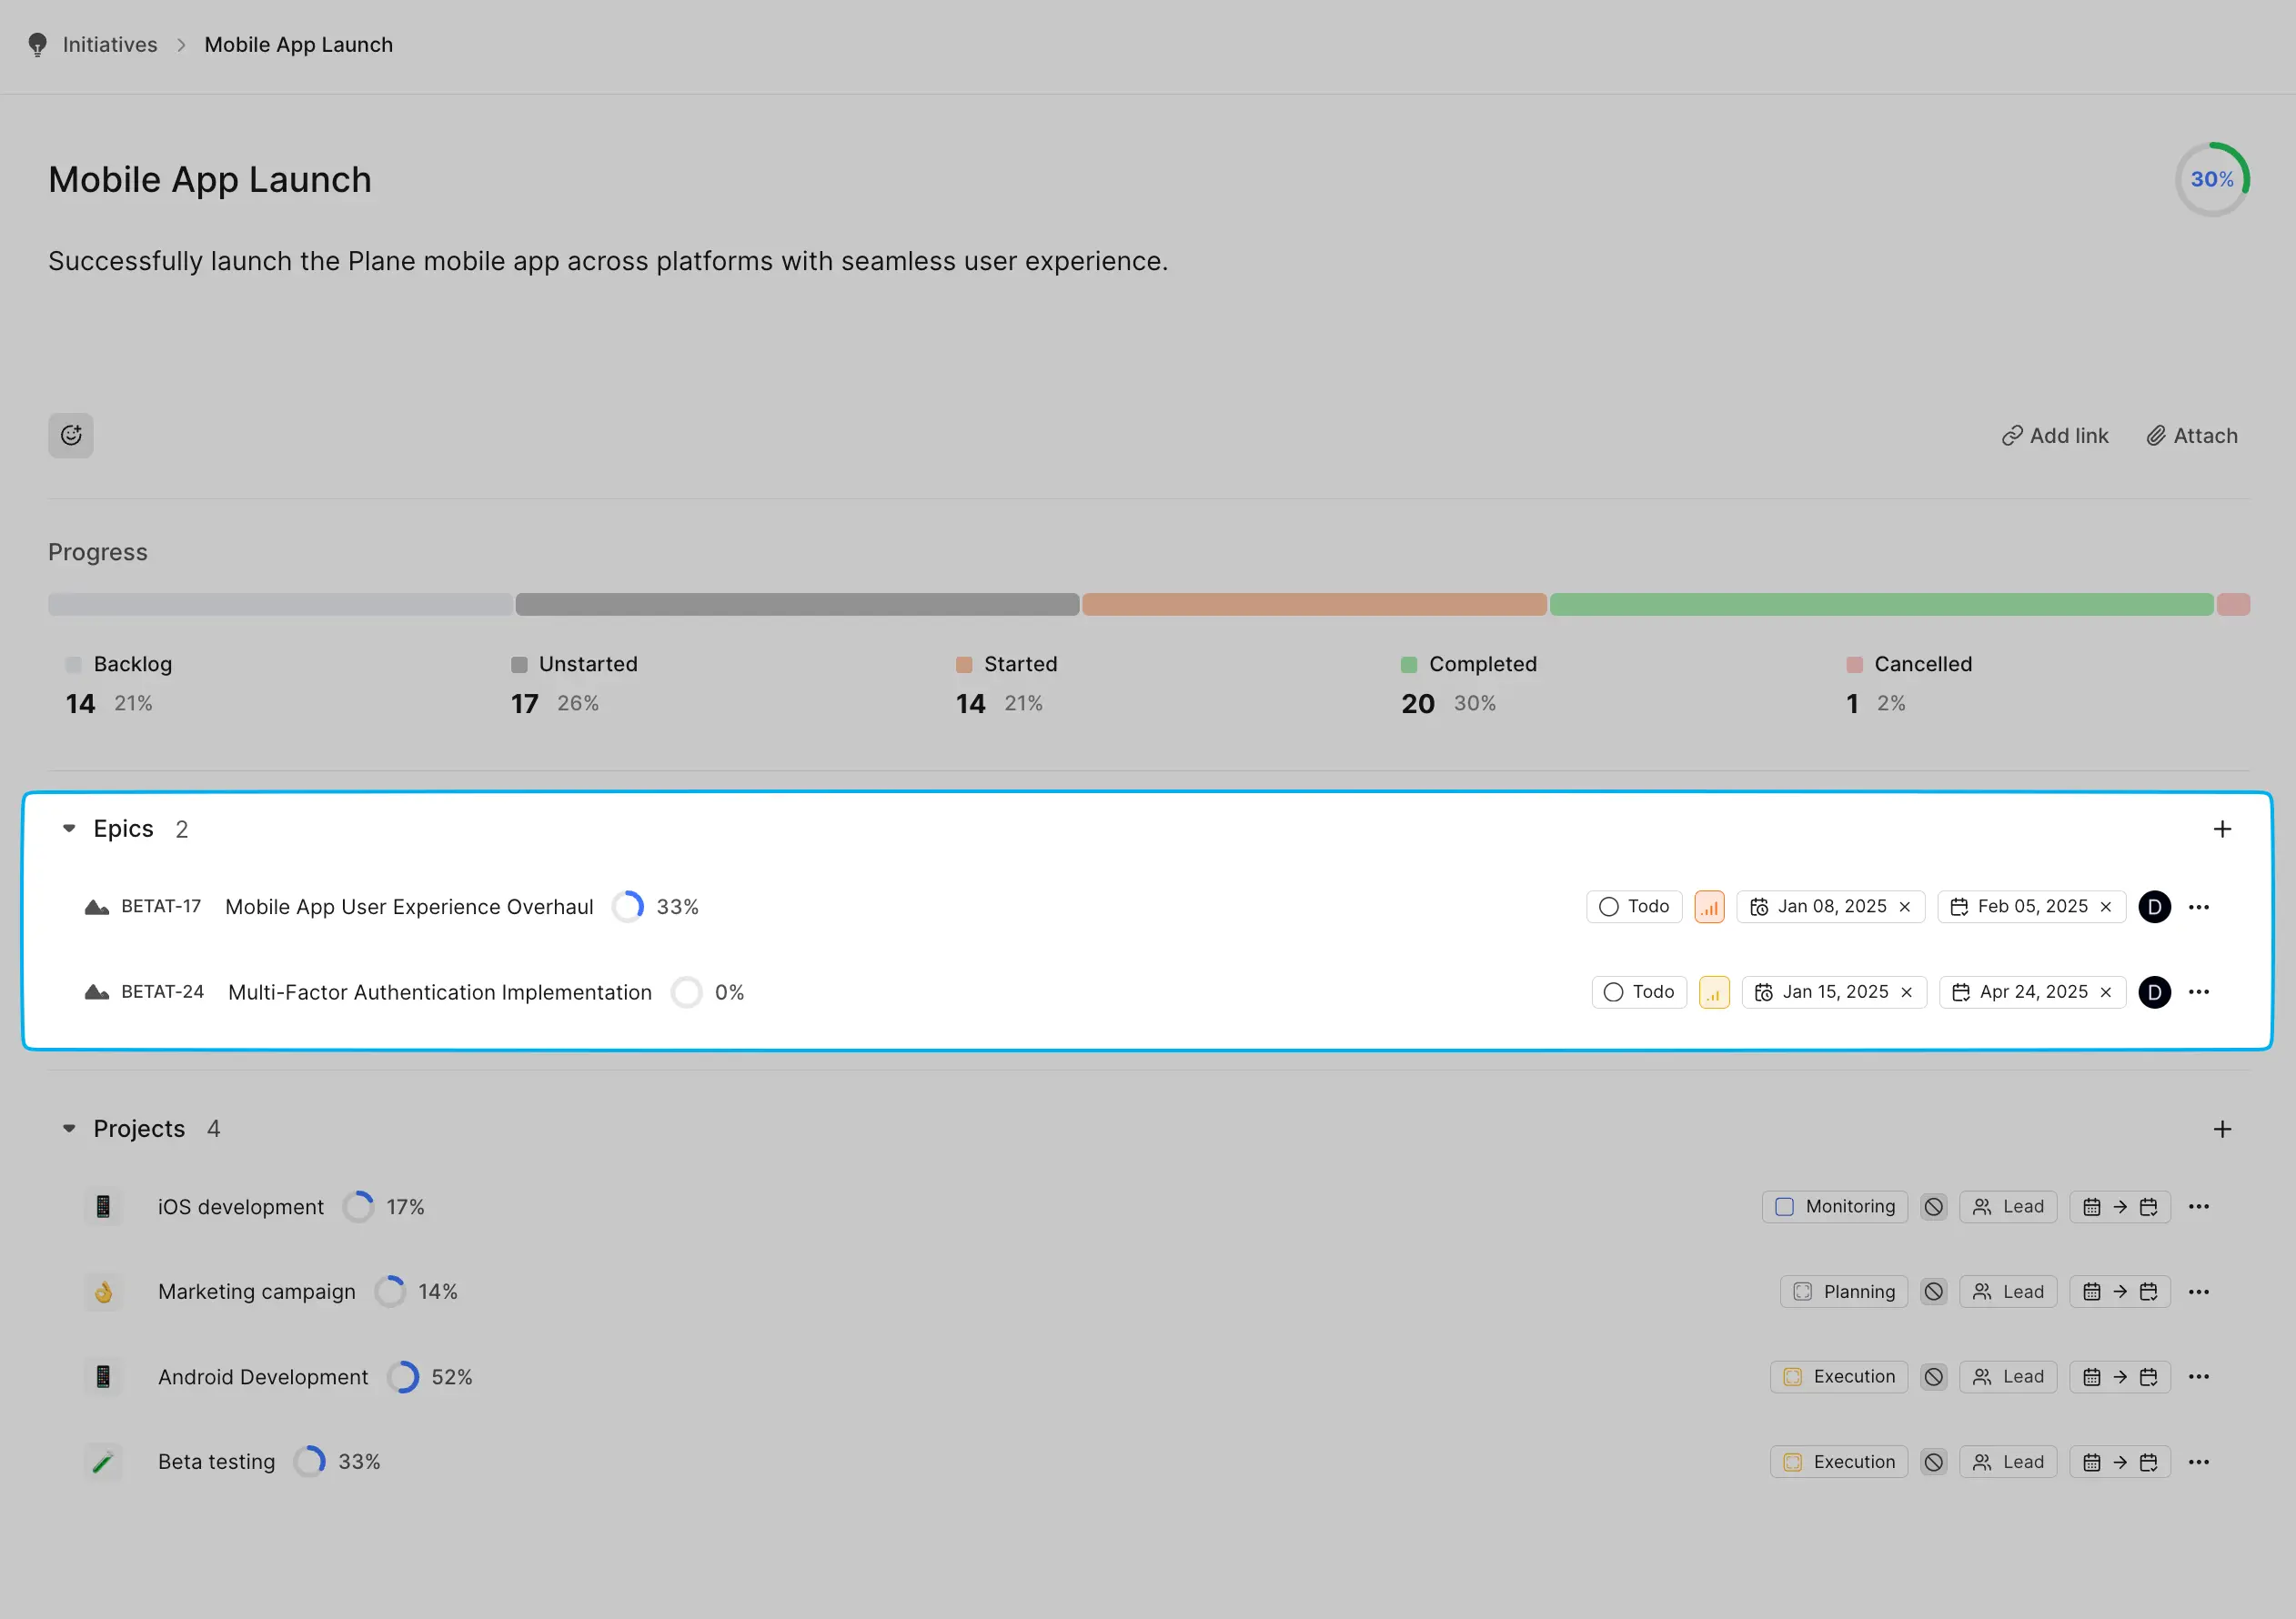 Initiatives > Mobile App Launch
Mobile App Launch
30%
Successfully launch the Plane mobile app across platforms with seamless user experience.
Add link Attach
Progress
Backlog Unstarted Started Completed Cancelled
14 21% 17 26% 14 21% 20 30% 1 2%
Epics 2
BETAT-17 Mobile App User Experience Overhaul 33% Todo Jan 08, 2025 Feb 05, 2025 D
BETAT-24 Multi-Factor Authentication Implementation 0% Todo Jan 15, 2025 Apr 24, 2025 D
Projects 4
iOS development 17% Monitoring Lead
Marketing campaign 14% Planning Lead
Android Development 52% Execution Lead
Beta testing 33% Execution Lead